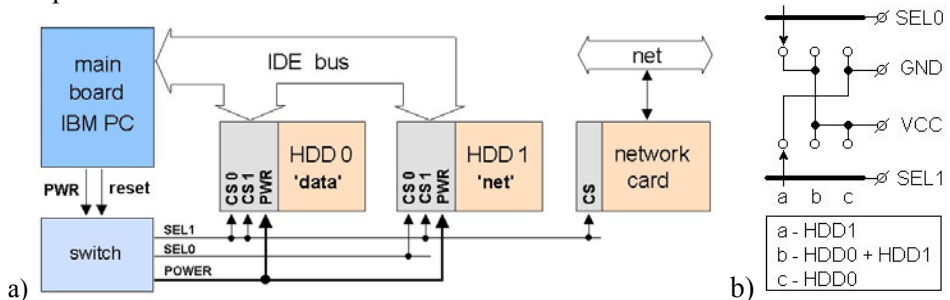 main
board
IBM PC
PWR
reset
switch
IDE bus
CS 0
CS 1
PWR
HDD 0
'data'
CS 0
CS 1
PWR
HDD 1
'net'
net
CS
network
card
SEL1
SEL0
POWER
a)
SEL0
GND
VCC
SEL1
a b c
a - HDD1
b - HDD0 + HDD1
c - HDD0
b)